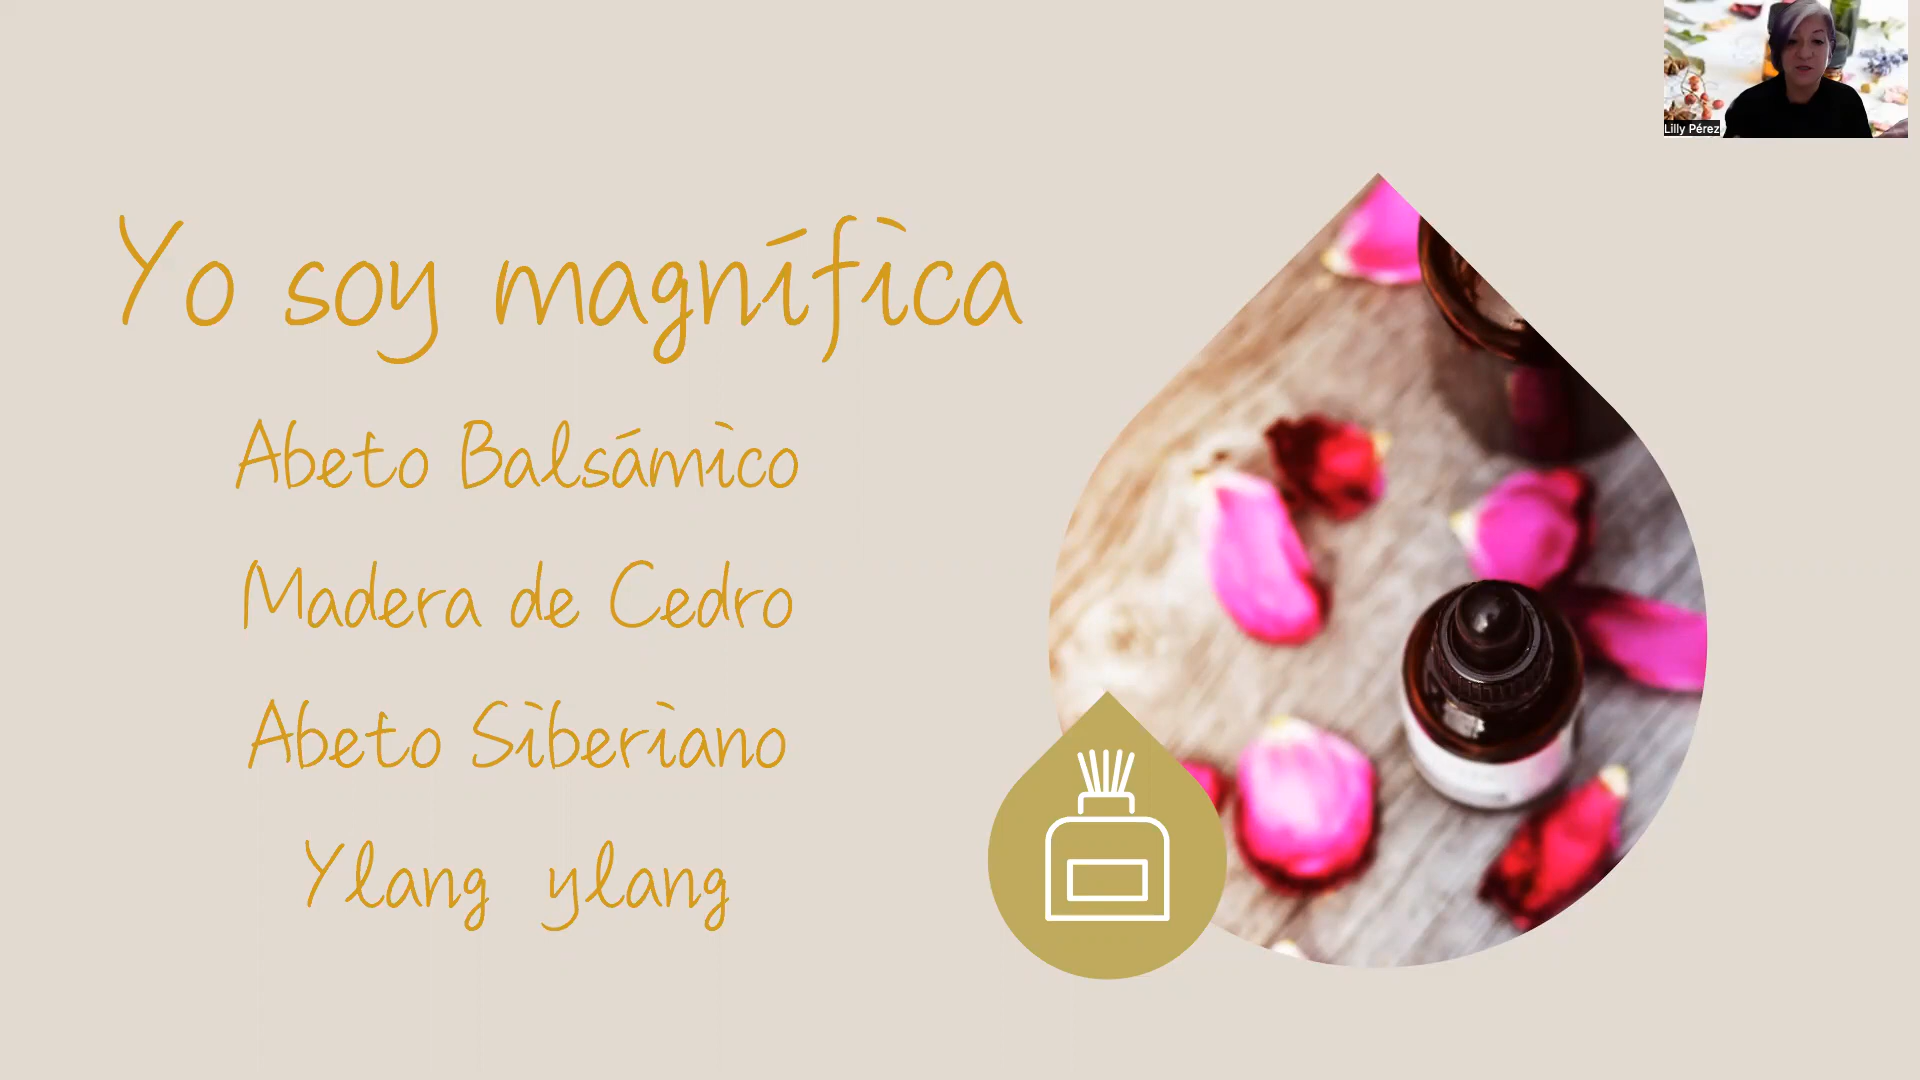 Lilly Pérez
Yo soy magnífica
Abeto Balsámico
Madera de Cedro
Abeto Siberiano
Ylang ylang